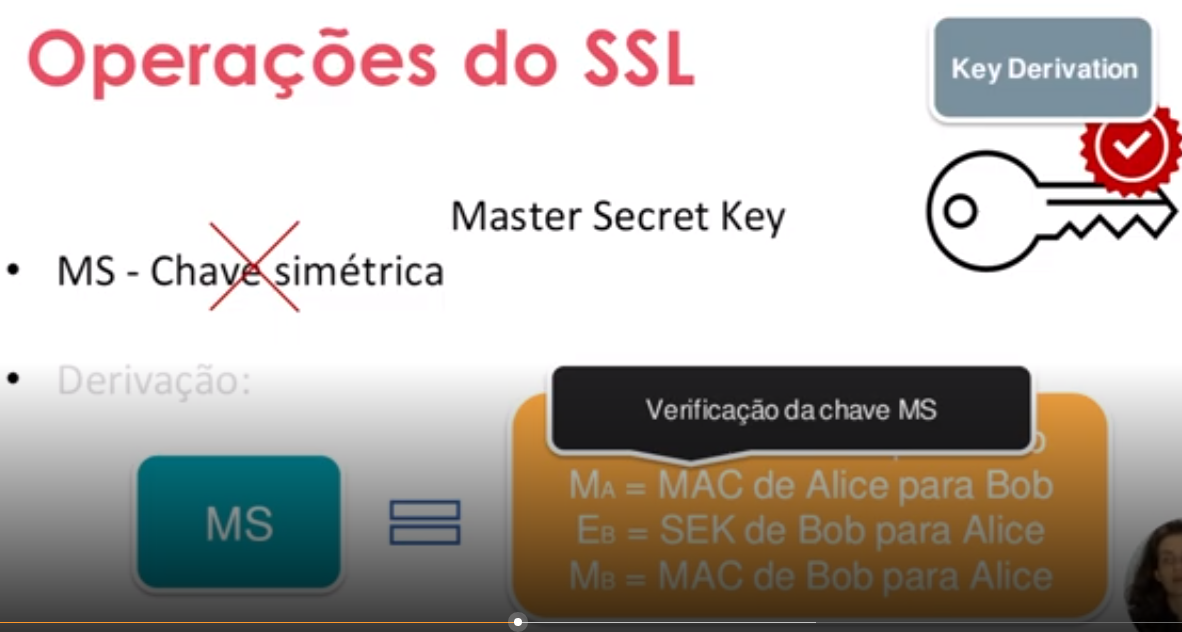 Operações do SSL
Key Derivation
Master Secret Key
• MS - Chave simétrica
• Derivação:
Verificação da chave MS
MA = MAC de Alice para Bob
MS
EB = SEK de Bob para Alice
MB = MAC de Bob para Alice